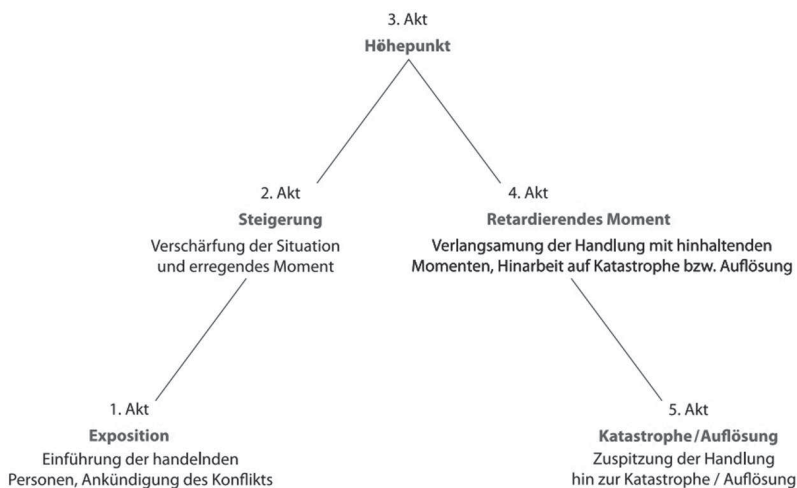 3. Akt
Höhepunkt
2. Akt
Steigerung
Verschärfung der Situation
und erregendes Moment
4. Akt
Retardierendes Moment
Verlangsamung der Handlung mit hinhaltenden
Momenten, Hinarbeit auf Katastrophe bzw. Auflösung
1. Akt
Exposition
Einführung der handelnden
Personen, Ankündigung des Konflikts
5. Akt
Katastrophe/Auflösung
Zuspitzung der Handlung
hin zur Katastrophe / Auflösung